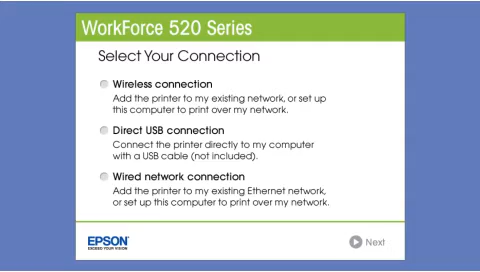 WorkForce 520 Series
Select Your Connection
Wireless connection
Add the printer to my existing network, or set up
this computer to print over my network.
Direct USB connection
Connect the printer directly to my computer
with a USB cable (not included).
Wired network connection
Add the printer to my existing Ethernet network,
or set up this computer to print over my network.
EPSON
EXCEED YOUR VISION
Next